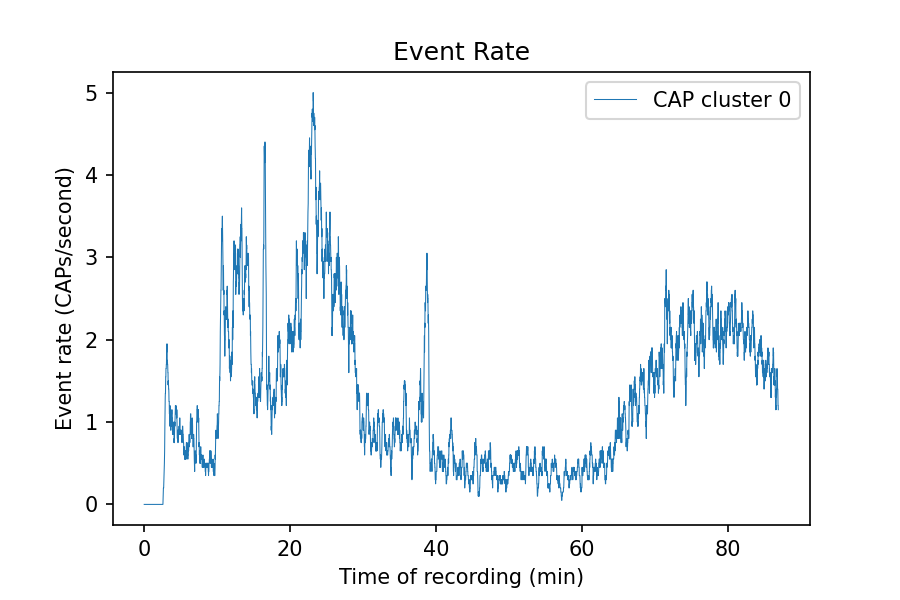 Event Rate
CAP cluster 0
Event rate (CAPs/second)
5
4
3
2
1
0
0 20 40 60 80
Time of recording (min)